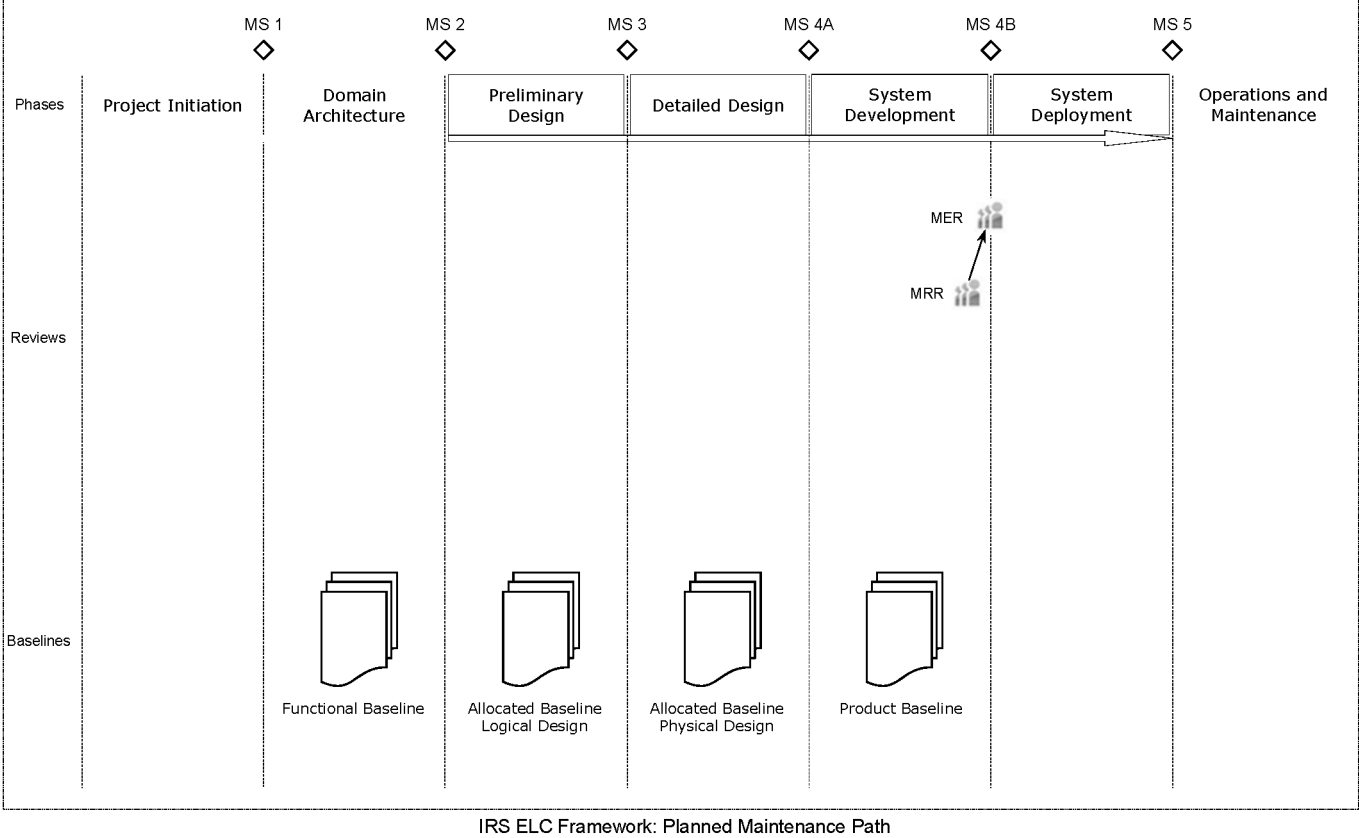 MS 1
MS 2
MS 3
MS 4A
MS 4B
MS 5
Phases
Project Initiation
Domain
Architecture
Preliminary
Design
Detailed Design
System
Development
System
Deployment
Operations and
Maintenance
MER
MRR
Reviews
Baselines
Functional Baseline
Allocated Baseline
Logical Design
Allocated Baseline
Physical Design
Product Baseline
IRS ELC Framework: Planned Maintenance Path